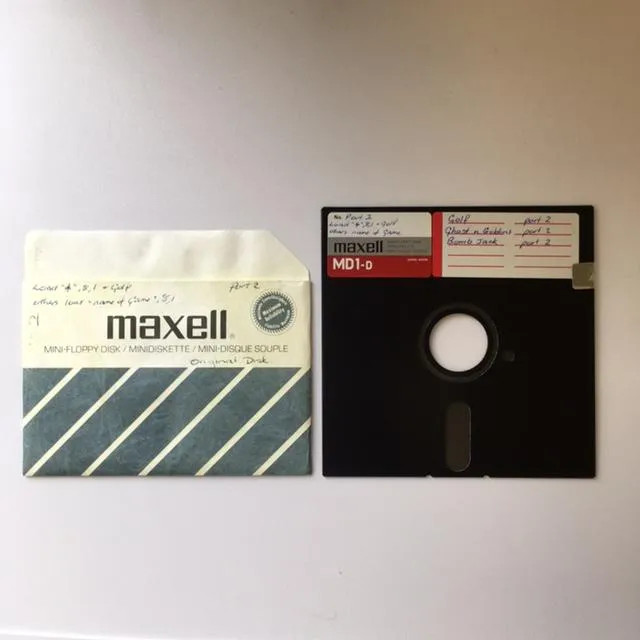 Load "$",8,1 = Golf
Part 2
others load "name of Game",8,1
maxell
MINI-FLOPPY DISK / MINIDISKETTE / MINI-DISQUE SOUPLE
Original Disk.
No. Part 2
Load "$",8,1 = Golf
others name of Game
maxell
MD1-D
Golf part 2
Ghost n Goblins part 2
Bomb Jack part 2